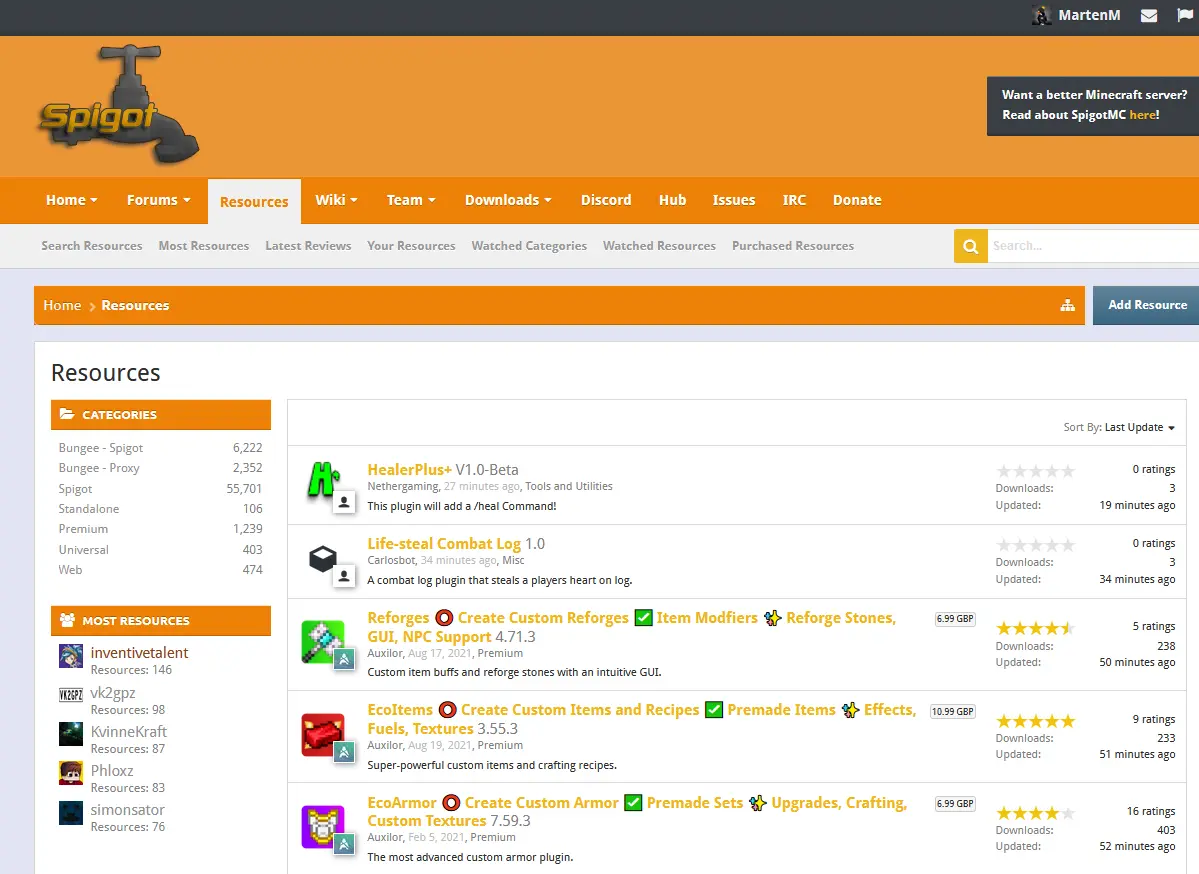 MartenM
Spigot
Want a better Minecraft server?
Read about SpigotMC here!
Home Forums Resources Wiki Team Downloads Discord Hub Issues IRC Donate
Search Resources Most Resources Latest Reviews Your Resources Watched Categories Watched Resources Purchased Resources
Search...
Home Resources
Add Resource
Resources
CATEGORIES
Bungee - Spigot 6,222
Bungee - Proxy 2,352
Spigot 55,701
Standalone 106
Premium 1,239
Universal 403
Web 474
MOST RESOURCES
inventivetalent
Resources: 146
VK2GPZ
vk2gpz
Resources: 98
KvinneKraft
Resources: 87
Phloxz
Resources: 83
simonsator
Resources: 76
Sort By: Last Update
HealerPlus+ V1.0-Beta
Nethergaming, 27 minutes ago, Tools and Utilities
This plugin will add a /heal Command!
0 ratings
Downloads: 3
Updated: 19 minutes ago
Life-steal Combat Log 1.0
Carlosbot, 34 minutes ago, Misc
A combat log plugin that steals a players heart on log.
0 ratings
Downloads: 3
Updated: 34 minutes ago
Reforges ⭕ Create Custom Reforges ✅ Item Modfiers ✨ Reforge Stones,
GUI, NPC Support 4.71.3
Auxilor, Aug 17, 2021, Premium
Custom item buffs and reforge stones with an intuitive GUI.
6.99 GBP
5 ratings
Downloads: 238
Updated: 50 minutes ago
EcoItems ⭕ Create Custom Items and Recipes ✅ Premade Items ✨ Effects,
Fuels, Textures 3.55.3
Auxilor, Aug 19, 2021, Premium
Super-powerful custom items and crafting recipes.
10.99 GBP
9 ratings
Downloads: 233
Updated: 51 minutes ago
EcoArmor ⭕ Create Custom Armor ✅ Premade Sets ✨ Upgrades, Crafting,
Custom Textures 7.59.3
Auxilor, Feb 5, 2021, Premium
The most advanced custom armor plugin.
6.99 GBP
16 ratings
Downloads: 403
Updated: 52 minutes ago